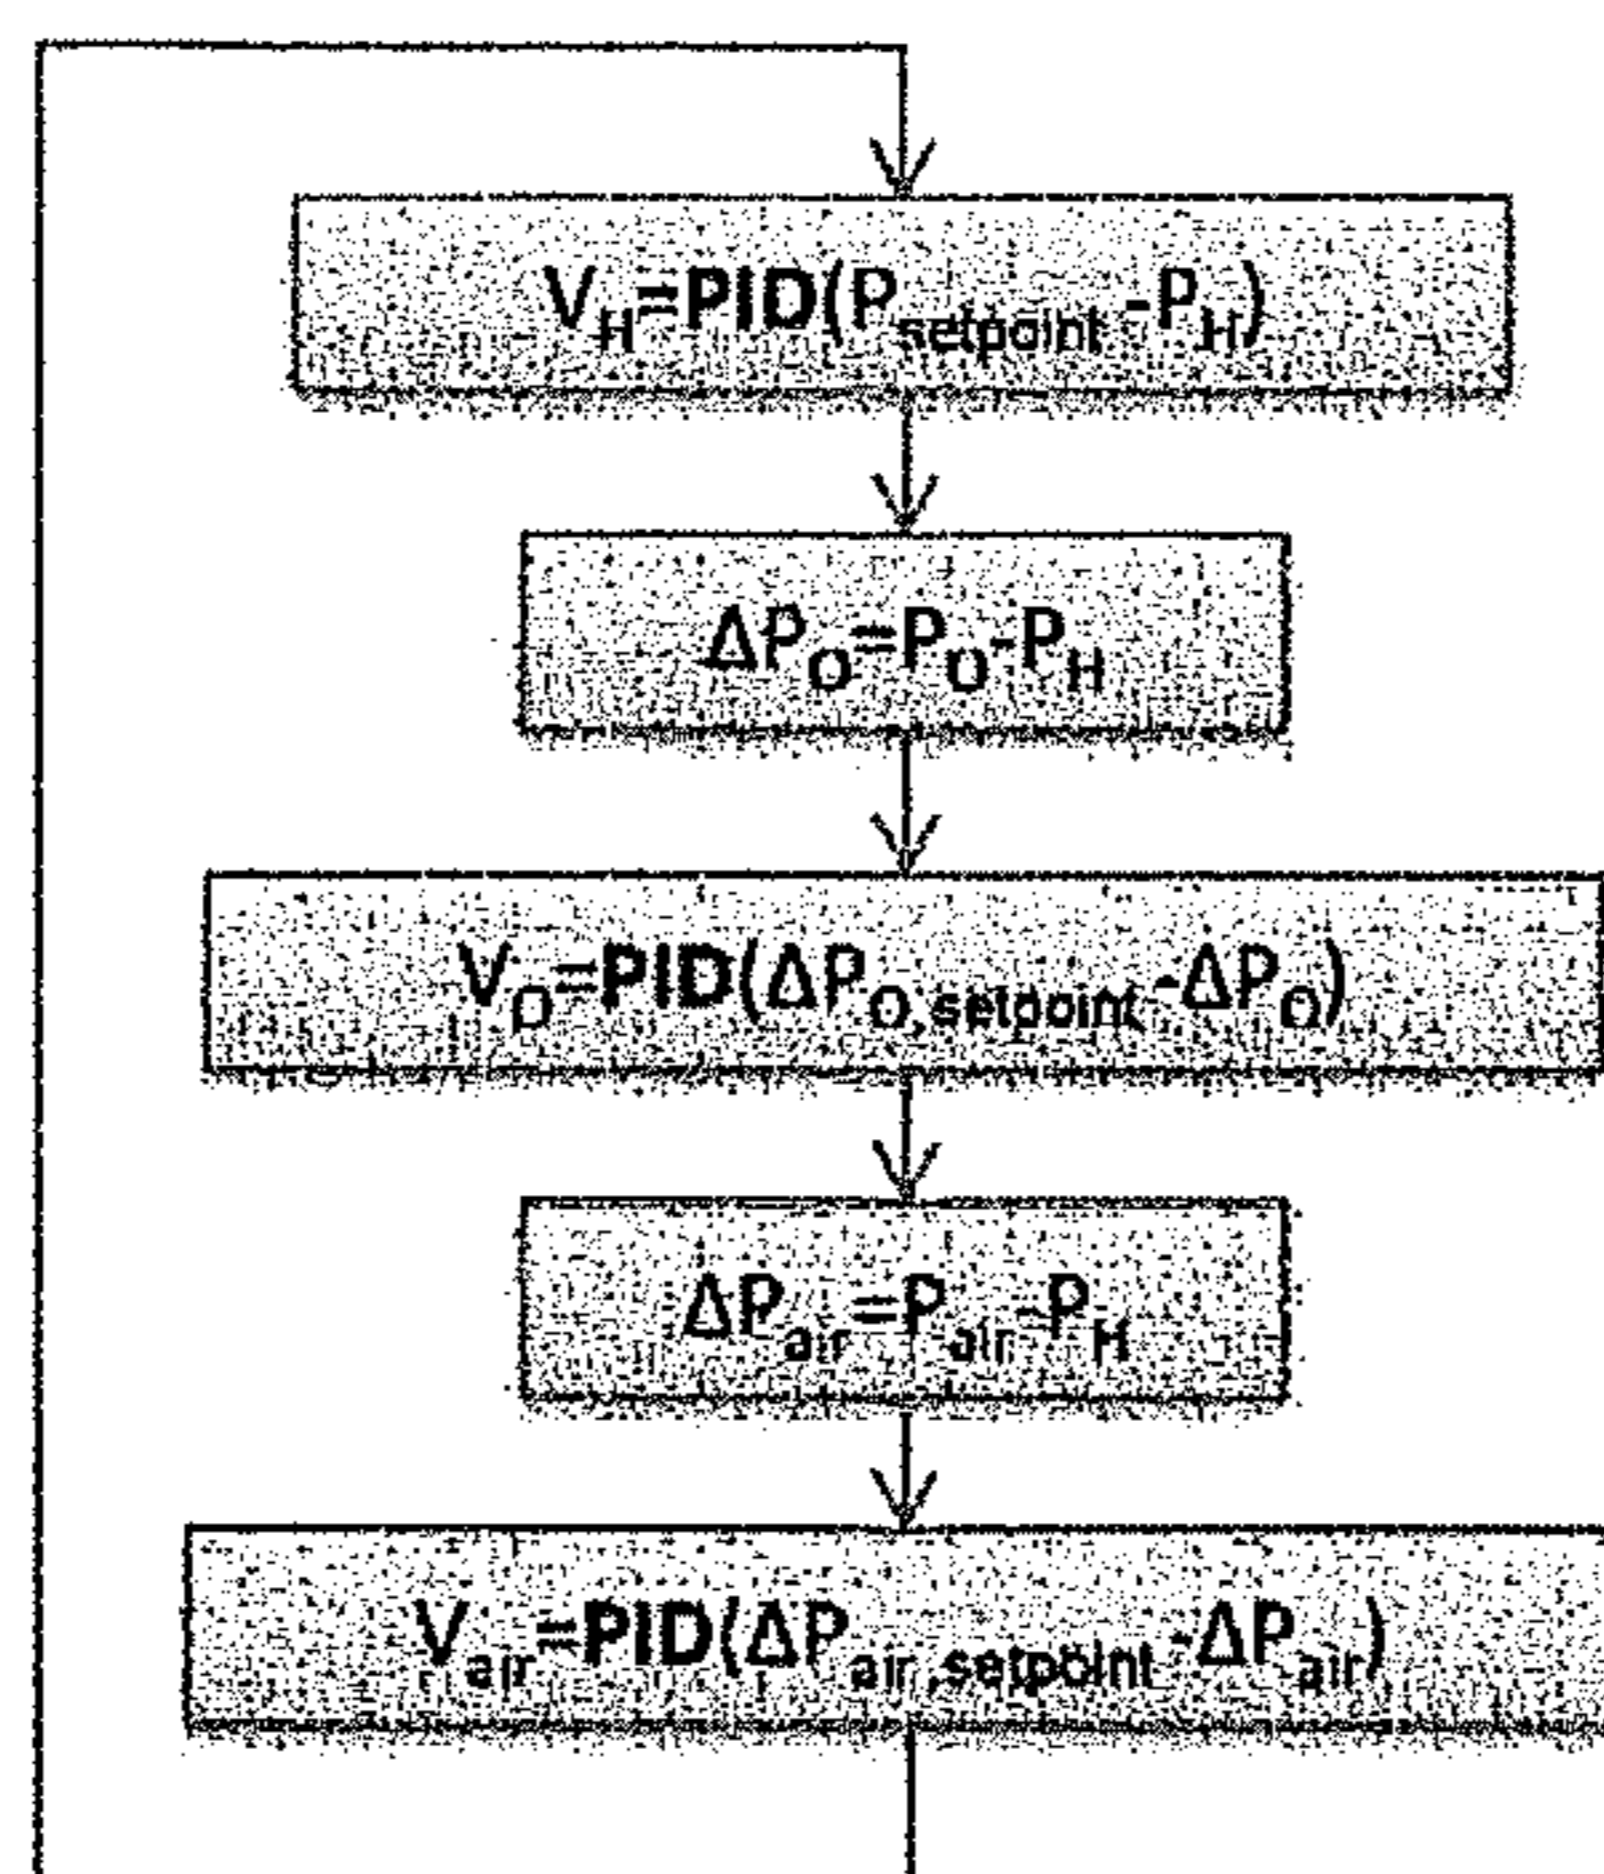 V_H=PID(P_setpoint-P_H)
ΔP_O=P_O-P_H
V_O=PID(ΔP_O,setpoint-ΔP_O)
ΔP_air=P_air-P_H
V_air=PID(ΔP_air,setpoint-ΔP_air)